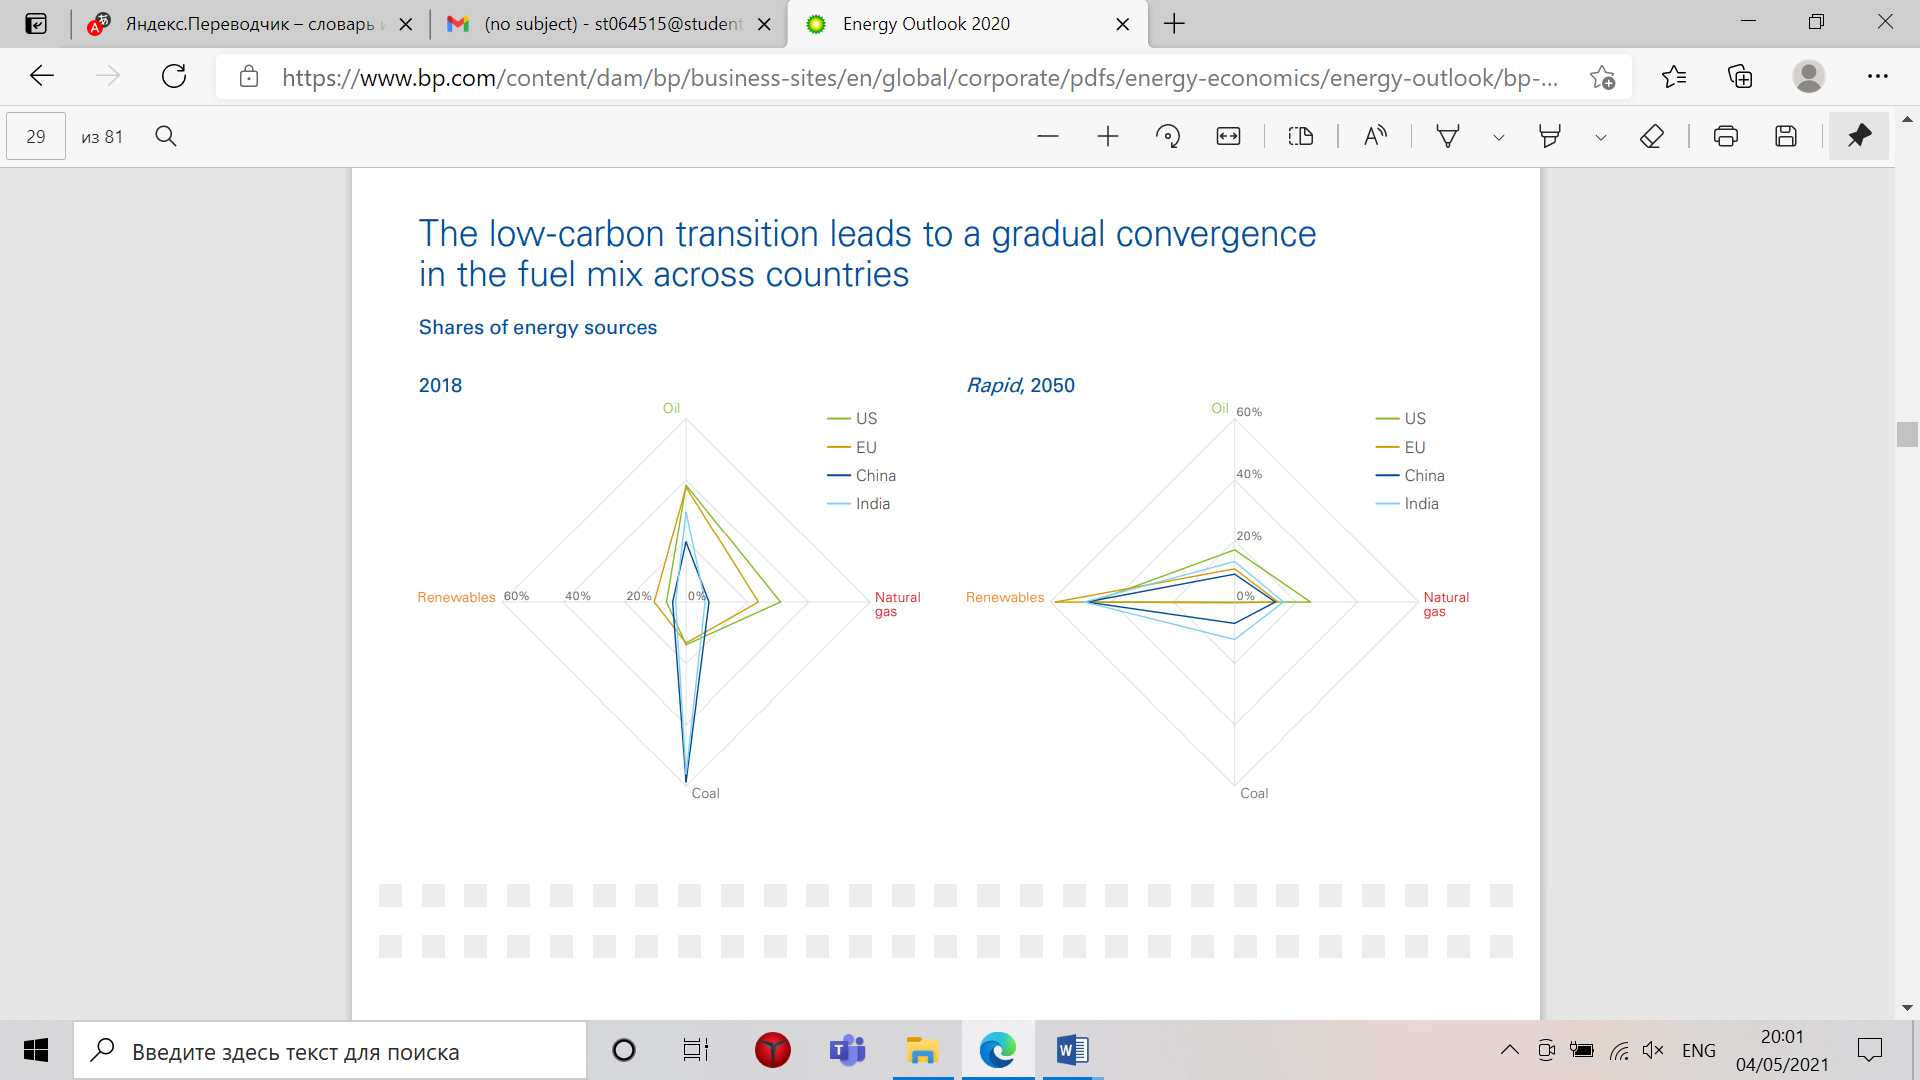 Яндекс.Переводчик – словарь и
(no subject) - st064515@student
Energy Outlook 2020
https://www.bp.com/content/dam/bp/business-sites/en/global/corporate/pdfs/energy-economics/energy-outlook/bp-...
29 из 81
The low-carbon transition leads to a gradual convergence
in the fuel mix across countries
Shares of energy sources
2018
Oil
US
EU
China
India
Renewables 60% 40% 20% 0%
Natural
gas
Coal
Rapid, 2050
Oil 60%
40%
20%
0%
US
EU
China
India
Renewables
Natural
gas
Coal
Введите здесь текст для поиска
ENG
20:01
04/05/2021